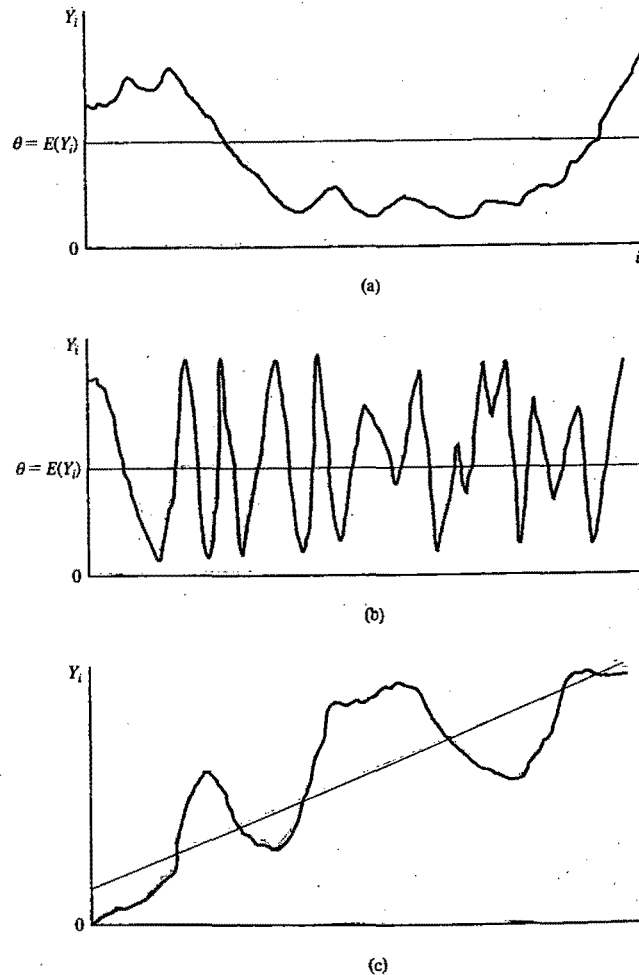 Y_i
θ = E(Y_i)
0
i
(a)
Y_i
θ = E(Y_i)
0
(b)
Y_i
0
(c)